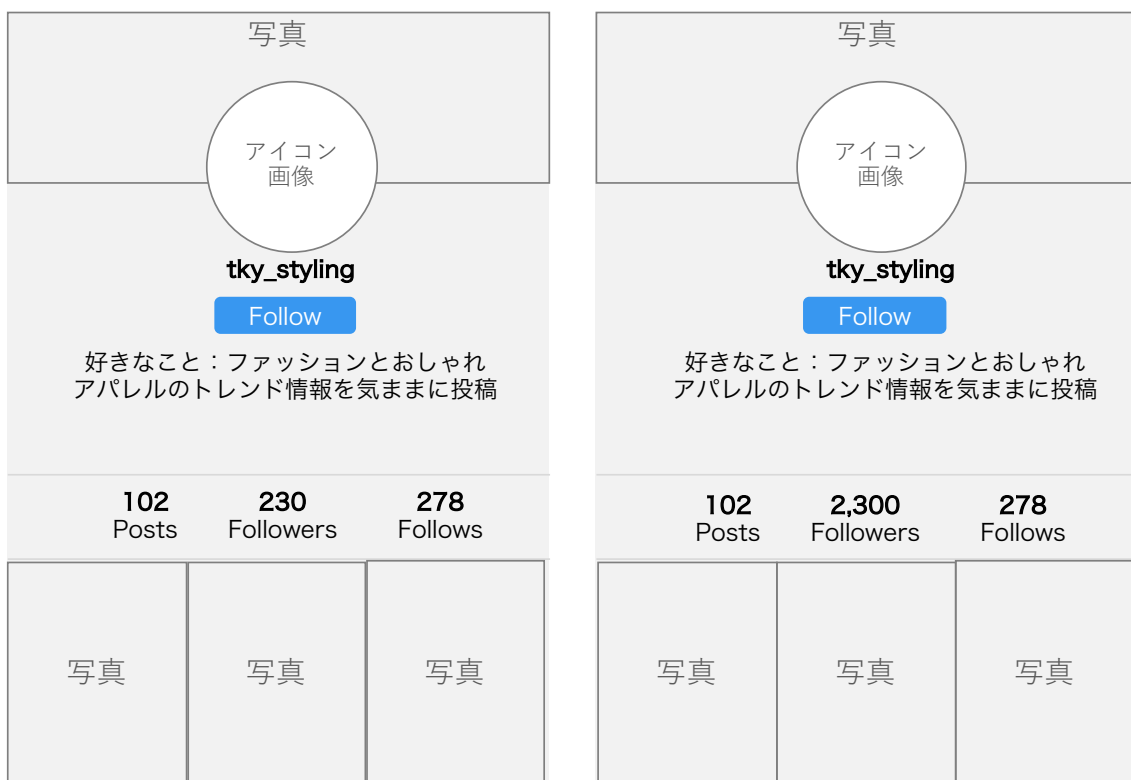 写真
アイコン
画像
tky_styling
Follow
好きなこと：ファッションとおしゃれ
アパレルのトレンド情報を気ままに投稿
102 230 278
Posts Followers Follows
写真 写真 写真
写真
アイコン
画像
tky_styling
Follow
好きなこと：ファッションとおしゃれ
アパレルのトレンド情報を気ままに投稿
102 2,300 278
Posts Followers Follows
写真 写真 写真